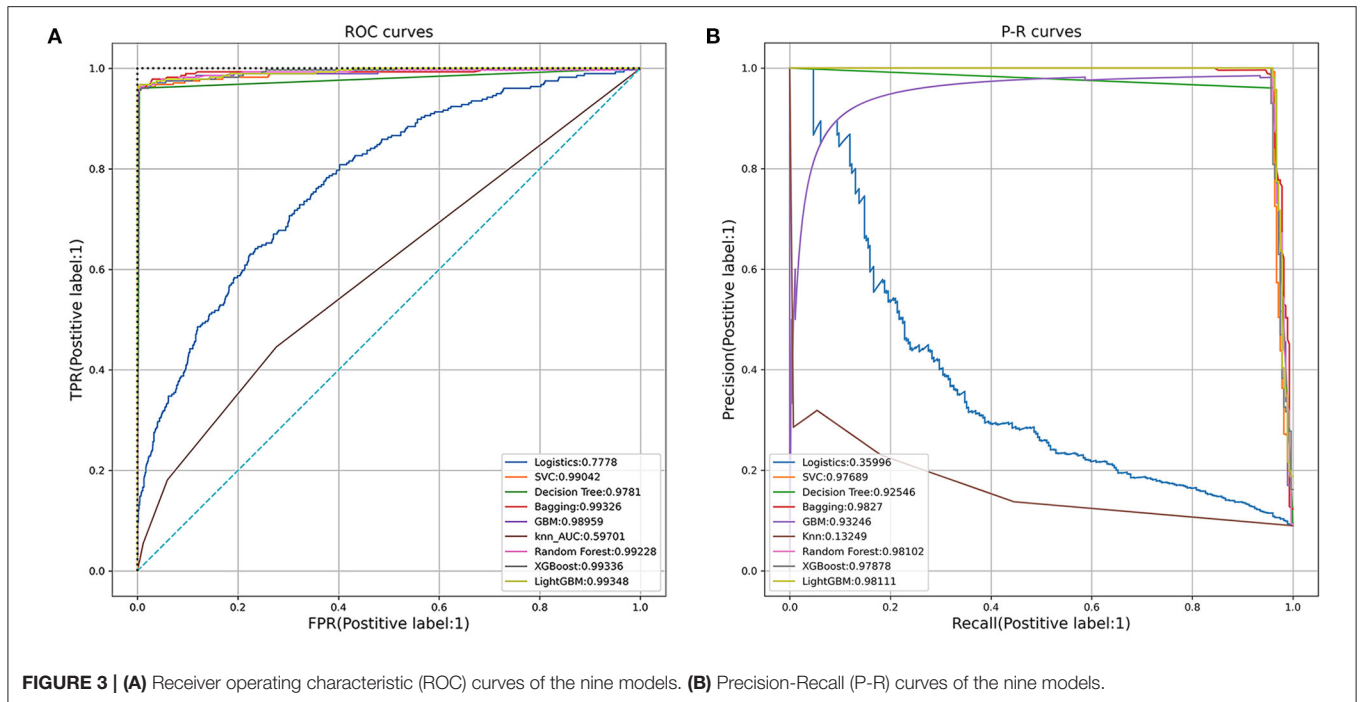 A
ROC curves
TPR(Postitive label:1)
1.0
0.8
0.6
0.4
0.2
0.0
0.0 0.2 0.4 0.6 0.8 1.0
FPR(Postitive label:1)
Logistics:0.7778
SVC:0.99042
Decision Tree:0.9781
Bagging:0.99326
GBM:0.98959
knn_AUC:0.59701
Random Forest:0.99228
XGBoost:0.99336
LightGBM:0.99348
B
P-R curves
Precision(Postitive label:1)
1.0
0.8
0.6
0.4
0.2
0.0
0.0 0.2 0.4 0.6 0.8 1.0
Recall(Postitive label:1)
Logistics:0.35996
SVC:0.97689
Decision Tree:0.92546
Bagging:0.9827
GBM:0.93246
Knn:0.13249
Random Forest:0.98102
XGBoost:0.97878
LightGBM:0.98111
FIGURE 3 | (A) Receiver operating characteristic (ROC) curves of the nine models. (B) Precision-Recall (P-R) curves of the nine models.